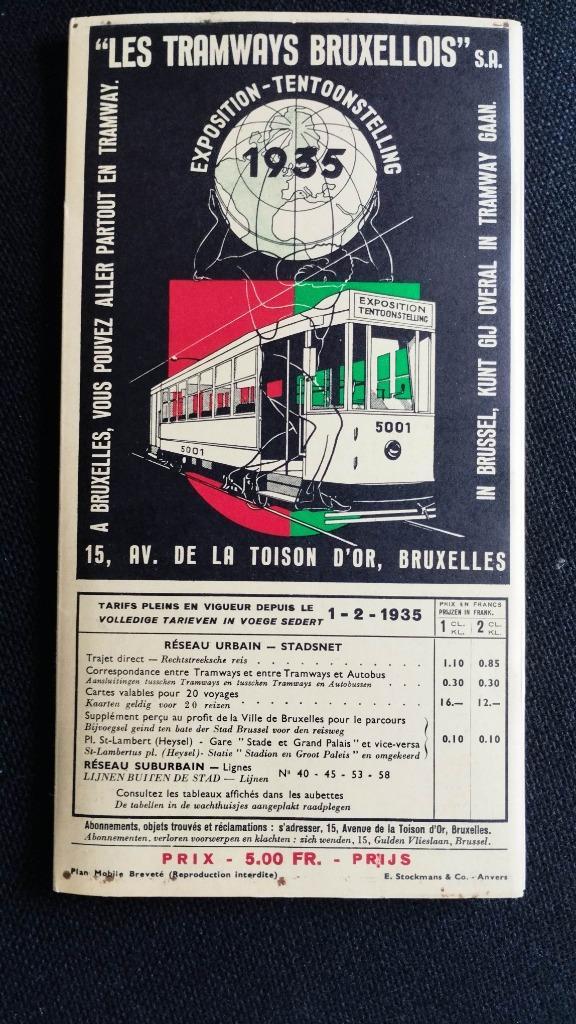 "LES TRAMWAYS BRUXELLOIS" S.A.
EXPOSITION-TENTOONSTELLING
1935
A BRUXELLES, VOUS POUVEZ ALLER PARTOUT EN TRAMWAY.
IN BRUSSEL, KUNT GIJ OVERAL IN TRAMWAY GAAN.
EXPOSITION
TENTOONSTELLING
5001
5001
15, AV. DE LA TOISON D'OR, BRUXELLES
TARIFS PLEINS EN VIGUEUR DEPUIS LE
VOLLEDIGE TARIEVEN IN VOEGE SEDERT
1-2-1935
PRIX EN FRANCS
PRIJZEN IN FRANK.
1 CL. KL. 2 CL. KL.
RÉSEAU URBAIN — STADSNET
Trajet direct — Rechtstreeksche reis . . . . . . . . . . 1.10 0.85
Correspondance entre Tramways et entre Tramways et Autobus
Aansluitingen tusschen Tramways en tusschen Tramways en Autobussen . . 0.30 0.30
Cartes valables pour 20 voyages
Kaarten geldig voor 20 reizen . . . . . . . . . . 16.— 12.—
Supplément perçu au profit de la Ville de Bruxelles pour le parcours
Bijvoegsel geind ten bate der Stad Brussel voor den reisweg
Pl. St-Lambert (Heysel) - Gare " Stade et Grand Palais " et vice-versa 0.10 0.10
St-Lambertus pl. (Heysel)- Statie " Stadion en Groot Paleis " en omgekeerd
RÉSEAU SUBURBAIN — Lignes
LIJNEN BUITEN DE STAD — Lijnen
Nˢ 40 - 45 - 53 - 58
Consultez les tableaux affichés dans les aubettes
De tabellen in de wachthuisjes aangeplakt raadplegen
Abonnements, objets trouvés et réclamations : s'adresser, 15, Avenue de la Toison d'Or, Bruxelles.
Abonnementen, verloren voorwerpen en klachten : zich wenden, 15, Gulden Vlieslaan, Brussel.
PRIX - 5.00 FR. - PRIJS
Plan Mobile Breveté (Reproduction interdite)
E. Stockmans & Co. - Anvers